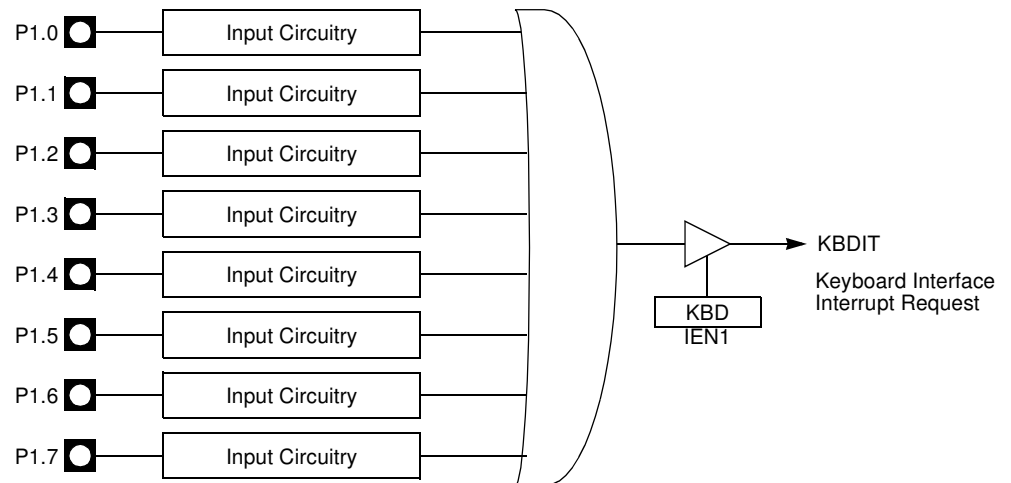 P1.0 Input Circuitry
P1.1 Input Circuitry
P1.2 Input Circuitry
P1.3 Input Circuitry
P1.4 Input Circuitry
P1.5 Input Circuitry
P1.6 Input Circuitry
P1.7 Input Circuitry
KBDIT
Keyboard Interface
Interrupt Request
KBD
IEN1